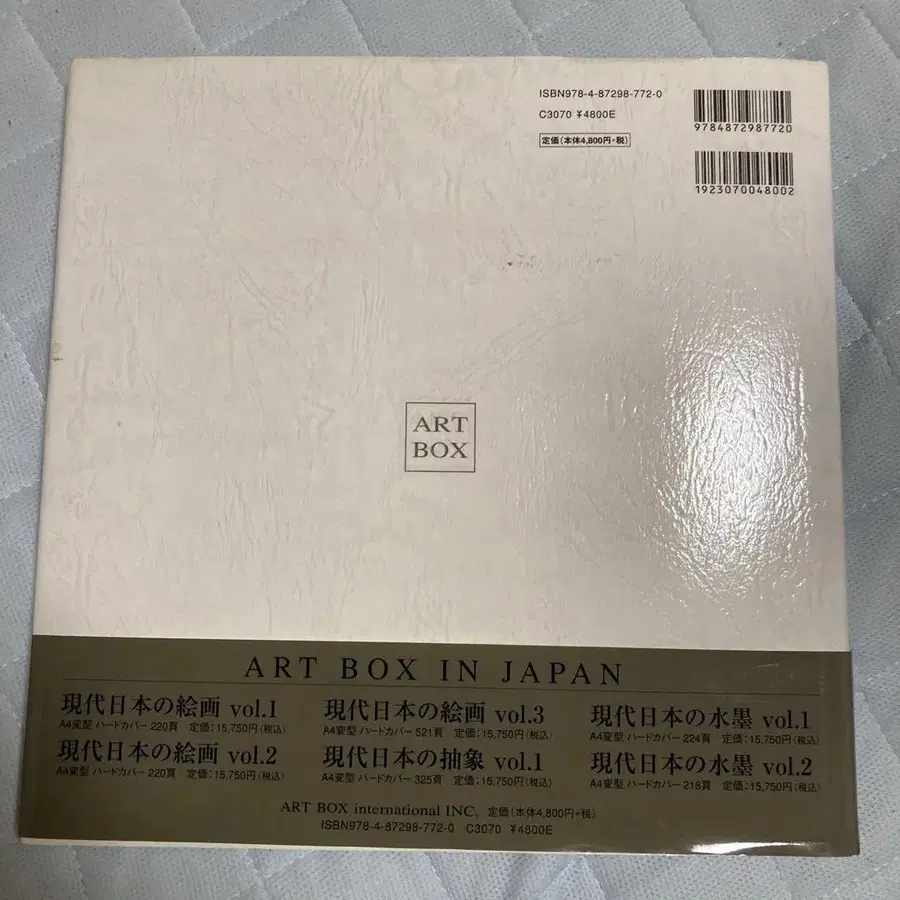 ISBN978-4-87298-772-0
C3070 ¥4800E
定価(本体4,800円+税)
9784872987720
1923070048002
ART
BOX
ART BOX IN JAPAN
現代日本の絵画 vol.1
A4変型 ハードカバー 220頁 定価:15,750円(税込)
現代日本の絵画 vol.2
A4変型 ハードカバー 220頁 定価:15,750円(税込)
現代日本の絵画 vol.3
A4変型 ハードカバー 521頁 定価:15,750円(税込)
現代日本の抽象 vol.1
A4変型 ハードカバー 325頁 定価:15,750円(税込)
現代日本の水墨 vol.1
A4変型 ハードカバー 224頁 定価:15,750円(税込)
現代日本の水墨 vol.2
A4変型 ハードカバー 218頁 定価:15,750円(税込)
ART BOX international INC. 定価(本体4,800円+税)
ISBN978-4-87298-772-0 C3070 ¥4800E